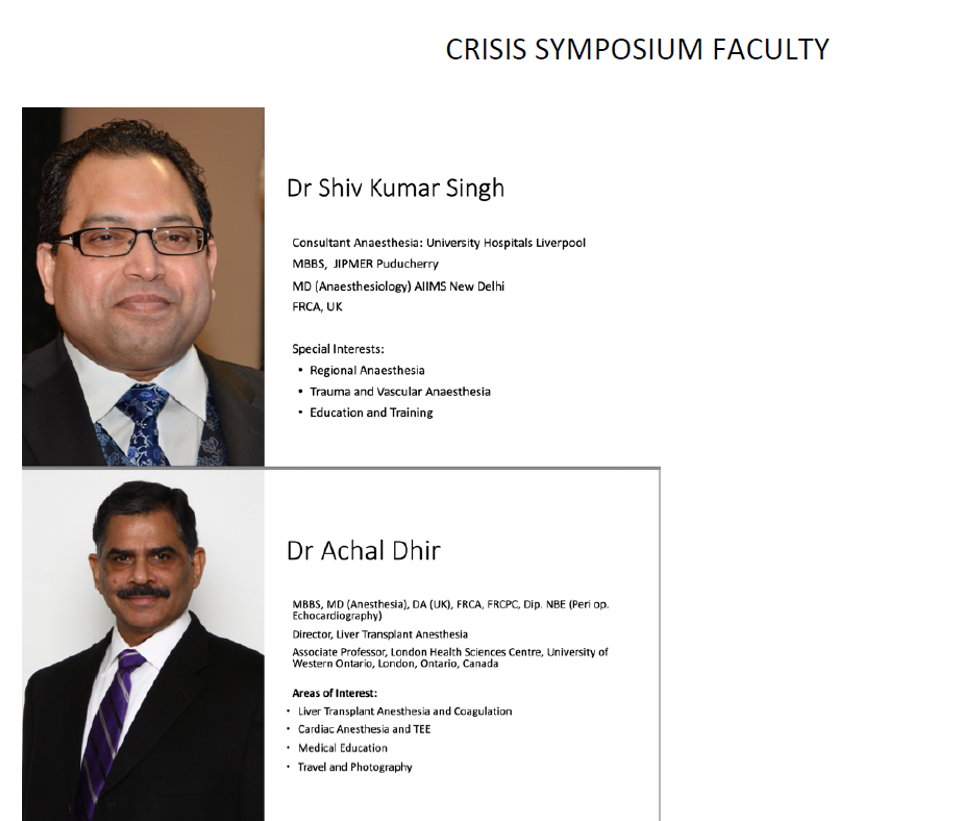 CRISIS SYMPOSIUM FACULTY
Dr Shiv Kumar Singh
Consultant Anaesthesia: University Hospitals Liverpool
MBBS, JIPMER Puducherry
MD (Anaesthesiology) AIIMS New Delhi
FRCA, UK
Special Interests:
• Regional Anaesthesia
• Trauma and Vascular Anaesthesia
• Education and Training
Dr Achal Dhir
MBBS, MD (Anesthesia), DA (UK), FRCA, FRCPC, Dip. NBE (Peri op.
Echocardiography)
Director, Liver Transplant Anesthesia
Associate Professor, London Health Sciences Centre, University of
Western Ontario, London, Ontario, Canada
Areas of Interest:
• Liver Transplant Anesthesia and Coagulation
• Cardiac Anesthesia and TEE
• Medical Education
• Travel and Photography